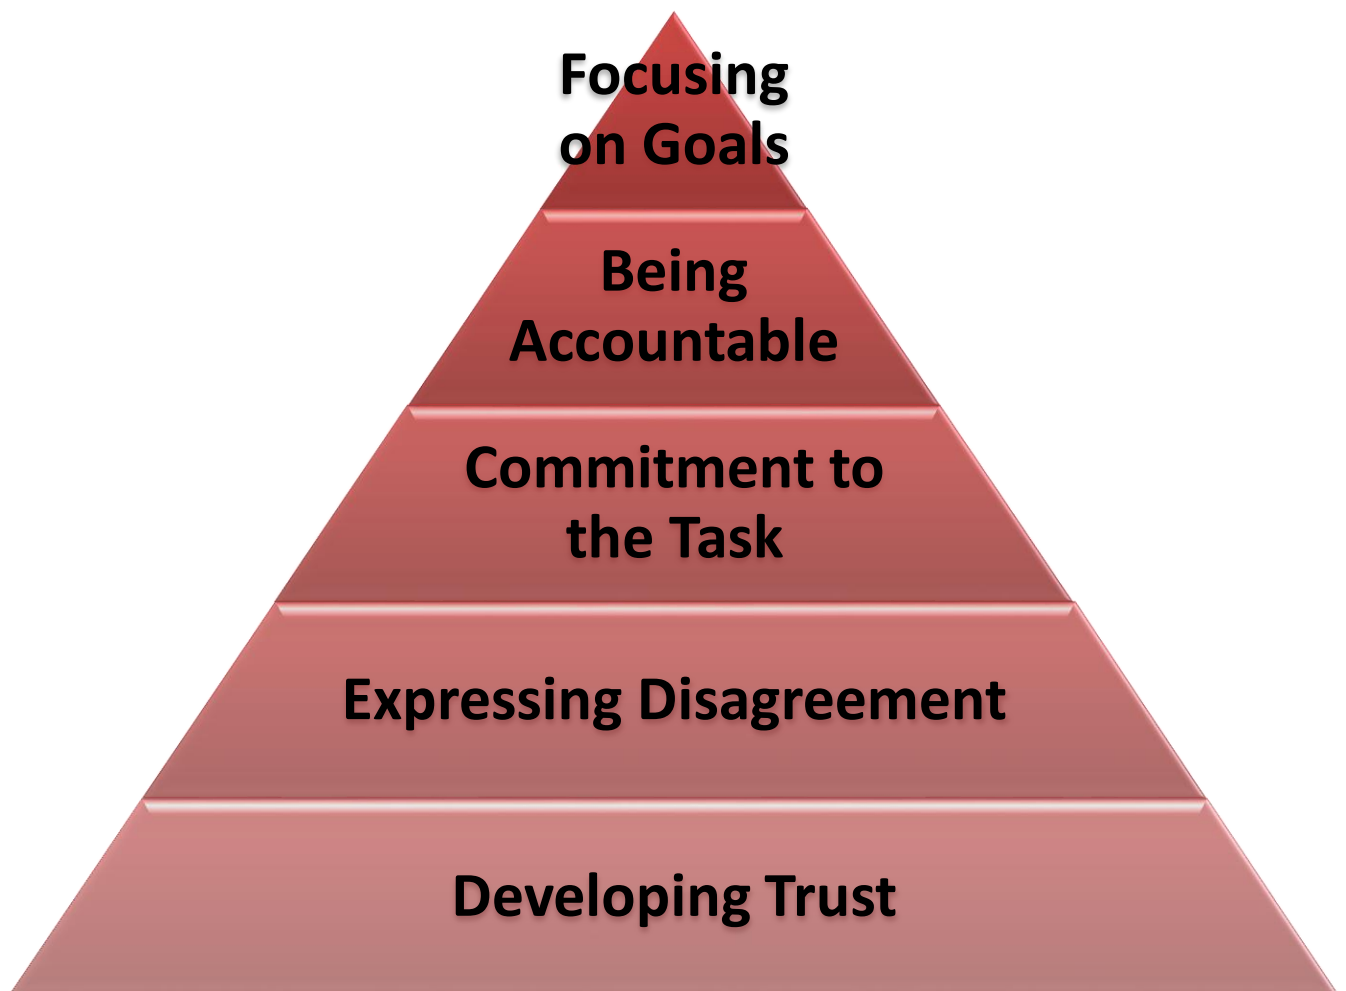 Focusing
on Goals
Being
Accountable
Commitment to
the Task
Expressing Disagreement
Developing Trust